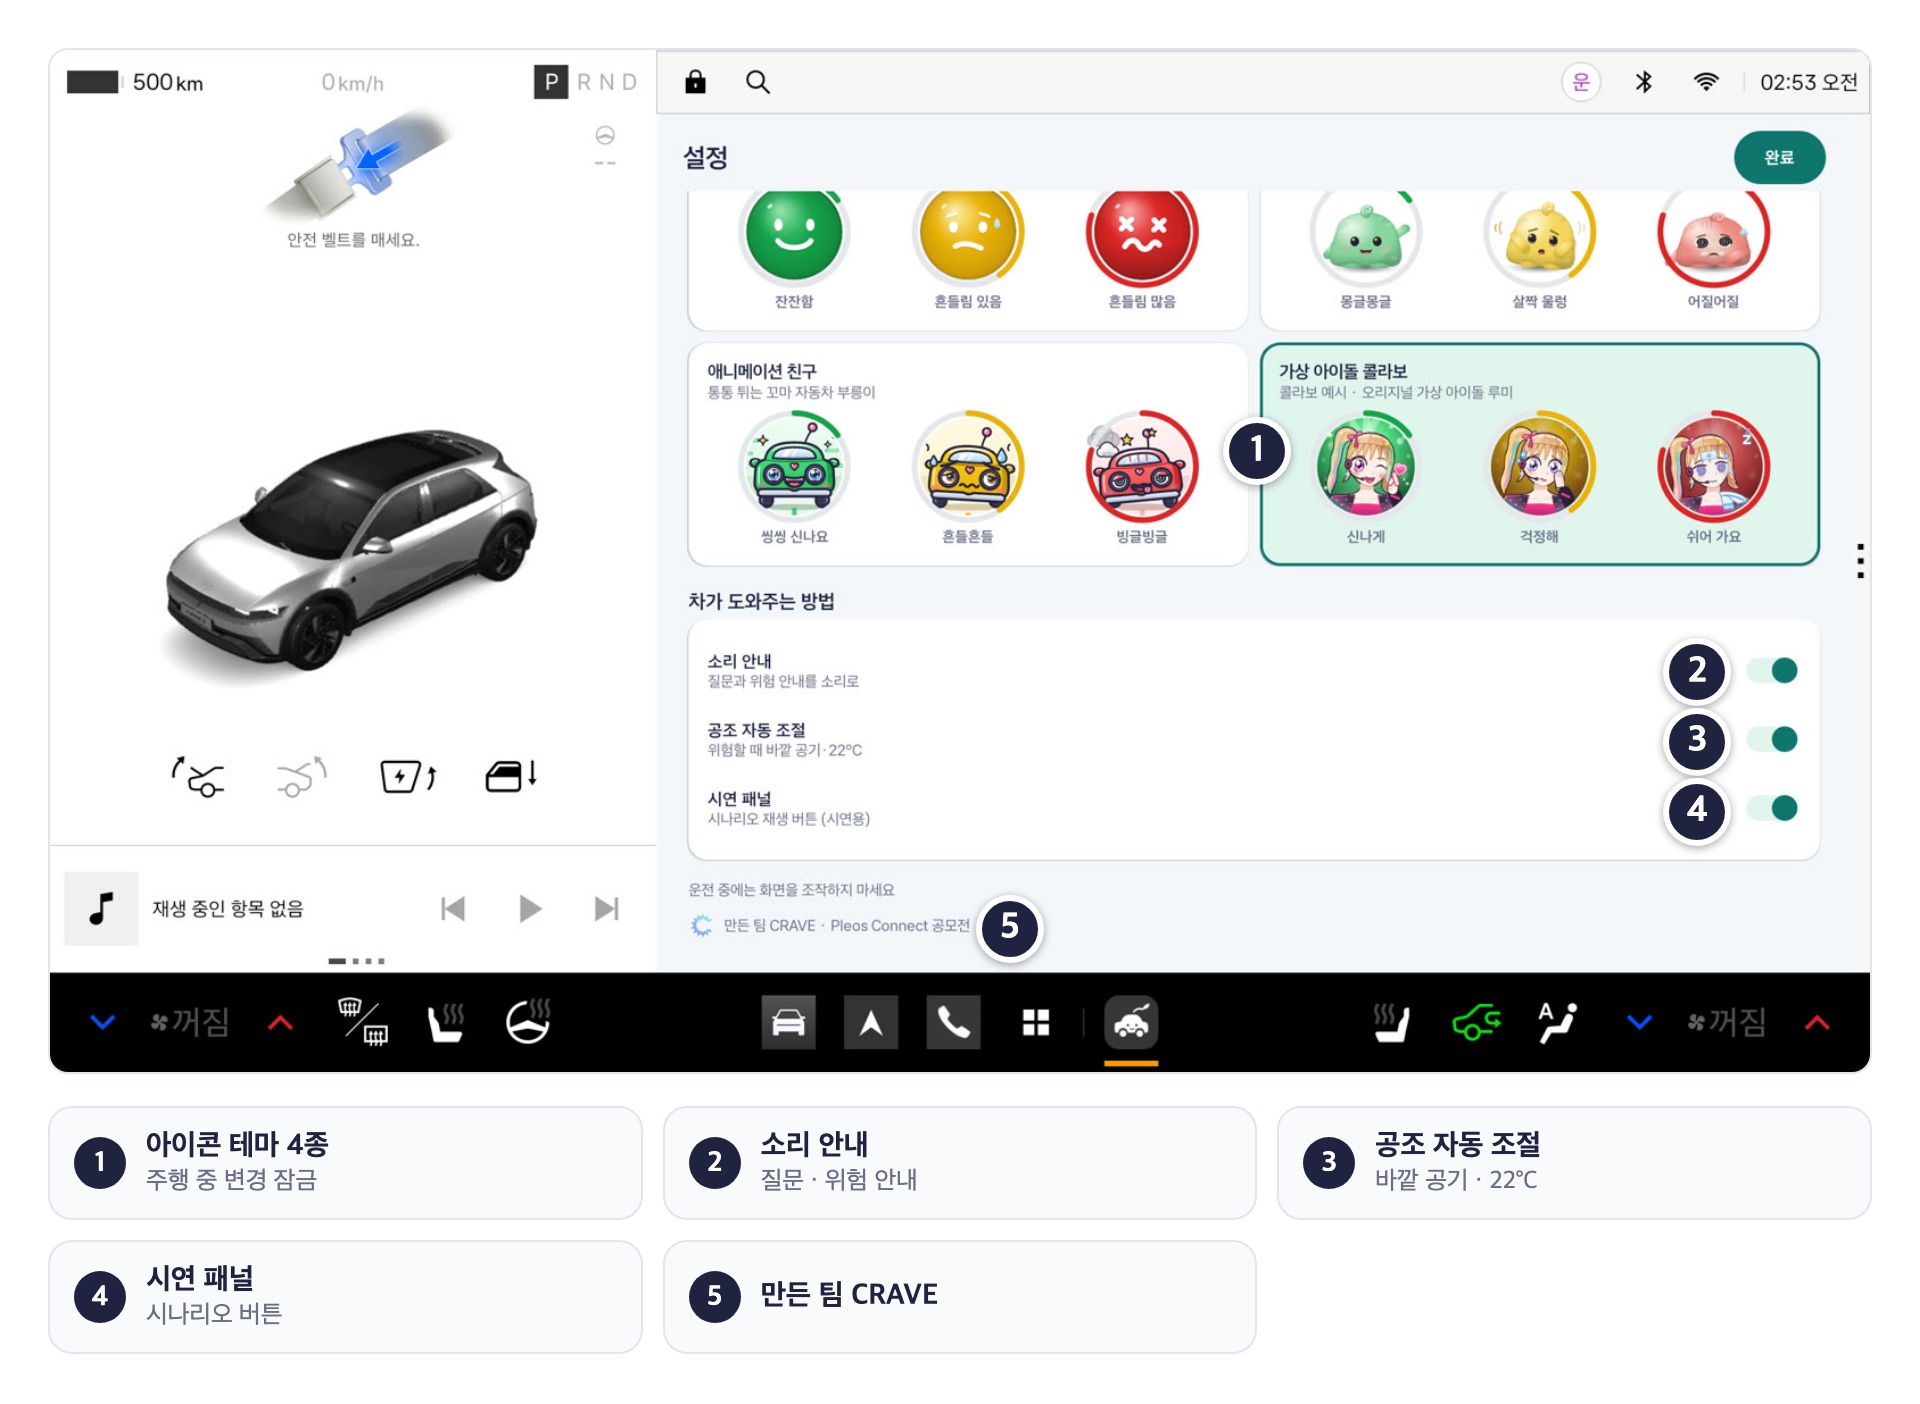 500 km
0 km/h
P R N D
02:53 오전
운
안전 벨트를 매세요.
--
설정
완료
잔잔함
흔들림 있음
흔들림 많음
몽글몽글
살짝 울렁
어질어질
애니메이션 친구
통통 튀는 꼬마 자동차 부릉이
씽씽 신나요
흔들흔들
빙글빙글
가상 아이돌 콜라보
콜라보 예시 · 오리지널 가상 아이돌 루미
1
Z
신나게
걱정해
쉬어 가요
차가 도와주는 방법
소리 안내
질문과 위험 안내를 소리로
2
공조 자동 조절
위험할 때 바깥 공기·22°C
3
시연 패널
시나리오 재생 버튼 (시연용)
4
운전 중에는 화면을 조작하지 마세요
만든 팀 CRAVE · Pleos Connect 공모전
5
재생 중인 항목 없음
꺼짐
A
꺼짐
1 아이콘 테마 4종
주행 중 변경 잠금
2 소리 안내
질문 · 위험 안내
3 공조 자동 조절
바깥 공기 · 22°C
4 시연 패널
시나리오 버튼
5 만든 팀 CRAVE